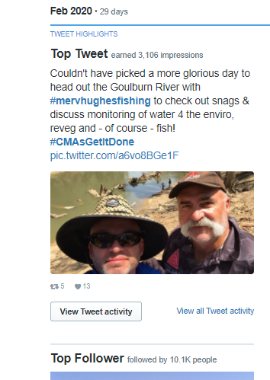 Feb 2020 • 29 days
TWEET HIGHLIGHTS
Top Tweet earned 3,106 impressions
Couldn't have picked a more glorious day to
head out the Goulburn River with
#mervhughesfishing to check out snags &
discuss monitoring of water 4 the enviro,
reveg and - of course - fish!
#CMAsGetItDone
pic.twitter.com/a6vo8BGe1F
5 13
View Tweet activity View all Tweet activity
Top Follower followed by 10.1K people